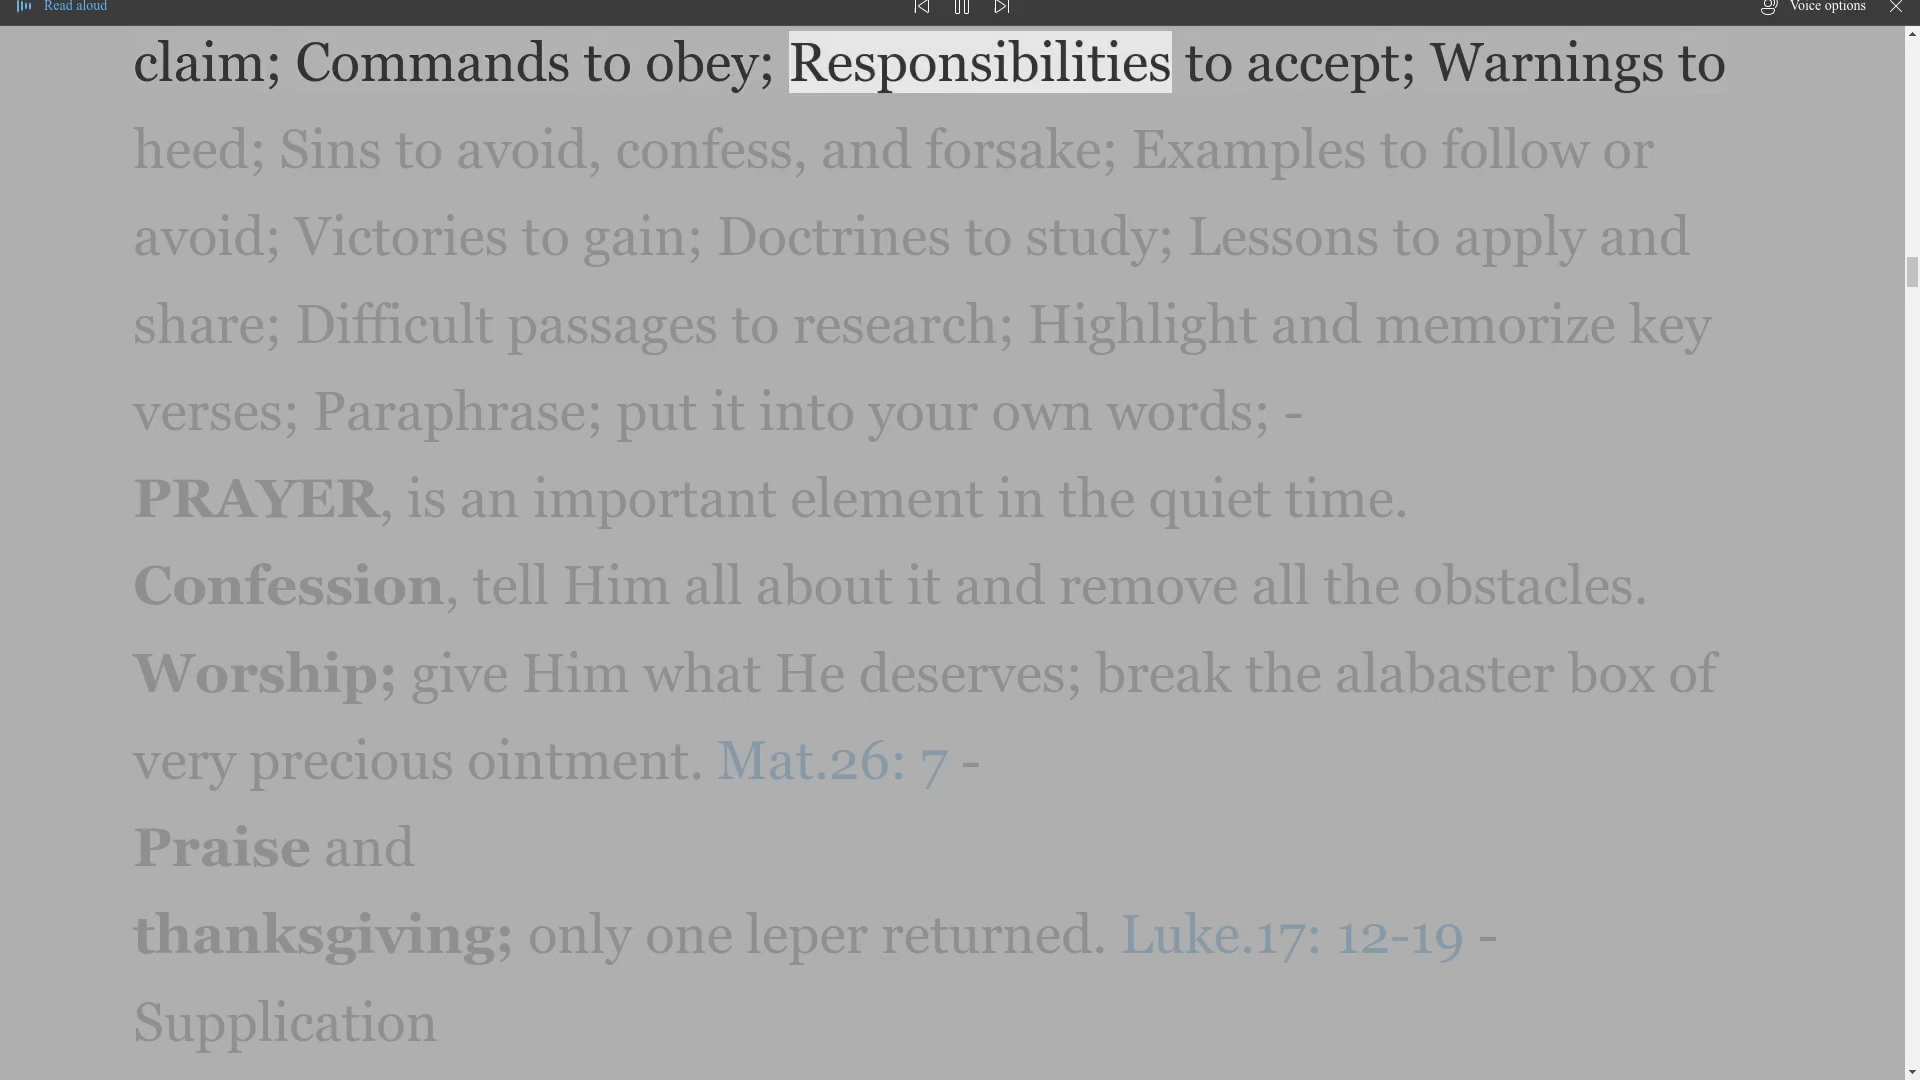 Read aloud
Voice options
claim; Commands to obey; Responsibilities to accept; Warnings to
heed; Sins to avoid, confess, and forsake; Examples to follow or
avoid; Victories to gain; Doctrines to study; Lessons to apply and
share; Difficult passages to research; Highlight and memorize key
verses; Paraphrase; put it into your own words; -
PRAYER, is an important element in the quiet time.
Confession, tell Him all about it and remove all the obstacles.
Worship; give Him what He deserves; break the alabaster box of
very precious ointment. Mat.26: 7 -
Praise and
thanksgiving; only one leper returned. Luke.17: 12-19 -
Supplication